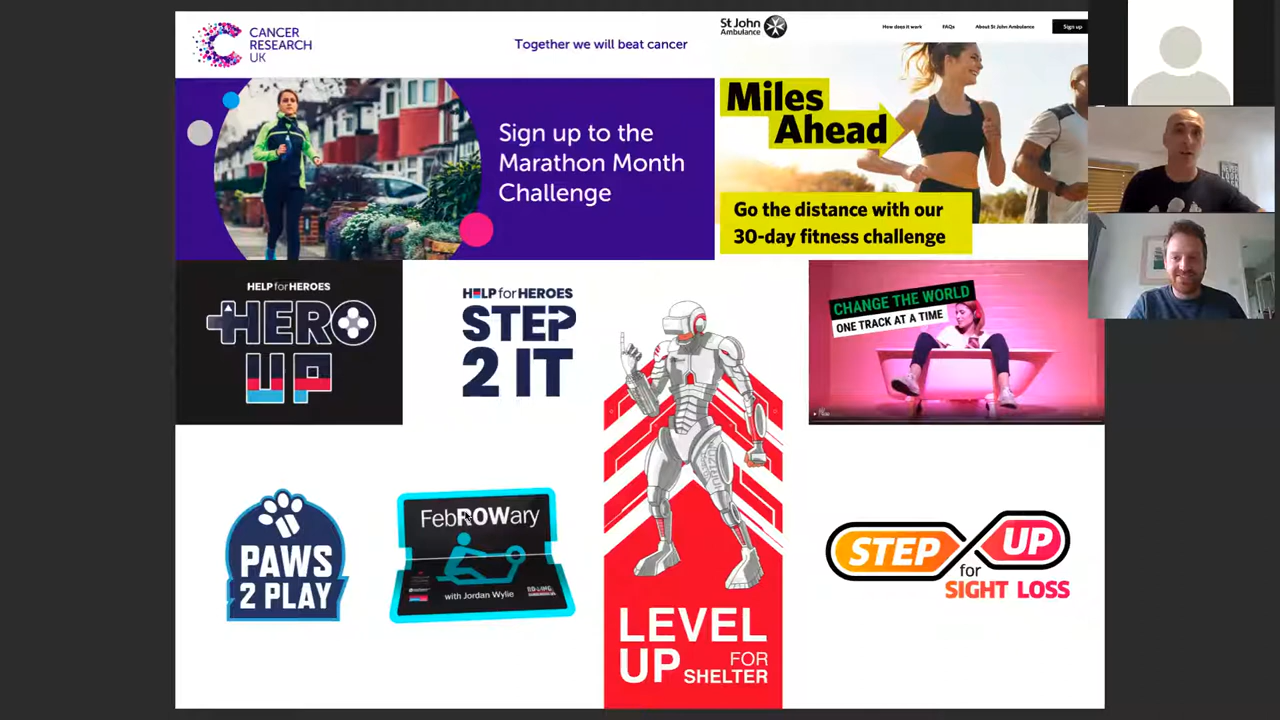 CANCER
RESEARCH
UK
Together we will beat cancer
St John
Ambulance
How does it work
FAQs
About St John Ambulance
Sign up
Sign up to the
Marathon Month
Challenge
Miles
Ahead
Go the distance with our
30-day fitness challenge
HELP for HEROES
HERO
UP
HELP for HEROES
STEP
2 IT
CHANGE THE WORLD
ONE TRACK AT A TIME
PAWS
2 PLAY
FebROWary
with Jordan Wylie
LEVEL
UP FOR
SHELTER
STEP UP
for
SIGHT LOSS